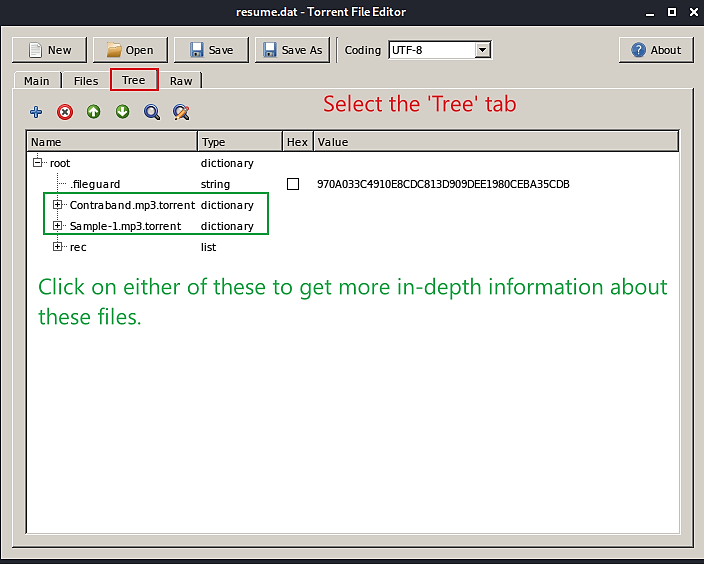 resume.dat - Torrent File Editor
New Open Save Save As Coding UTF-8 About
Main Files Tree Raw
Select the 'Tree' tab
Name Type Hex Value
root dictionary
.fileguard string 970A033C4910E8CDC813D909DEE1980CEBA35CDB
Contraband.mp3.torrent dictionary
Sample-1.mp3.torrent dictionary
rec list
Click on either of these to get more in-depth information about
these files.